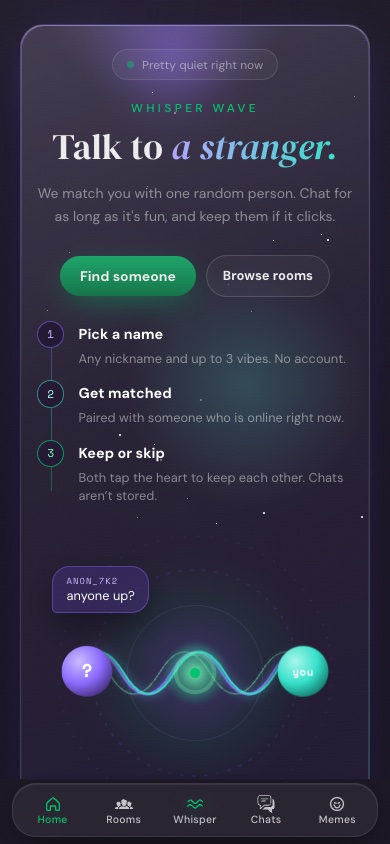 Pretty quiet right now
WHISPER WAVE
Talk to a stranger.
We match you with one random person. Chat for
as long as it's fun, and keep them if it clicks.
Find someone
Browse rooms
1
Pick a name
Any nickname and up to 3 vibes. No account.
2
Get matched
Paired with someone who is online right now.
3
Keep or skip
Both tap the heart to keep each other. Chats
aren’t stored.
ANON_7K2
anyone up?
?
you
Home
Rooms
Whisper
Chats
Memes